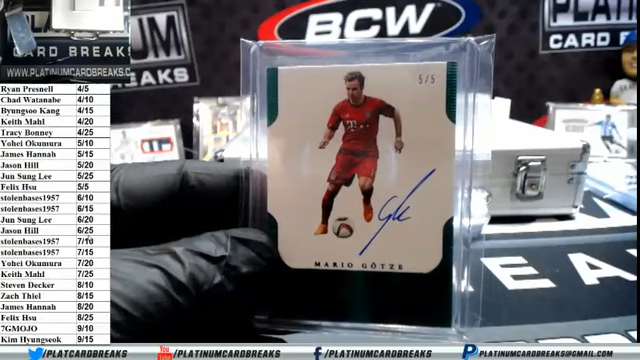 CARD BREAKS
WWW.PLATINUMCARDBREAKS
BCW
PLATINUM
CARD BREAKS
BREAKS
Ryan Presnell 4/5
Chad Watanabe 4/10
Byungsoo Kang 4/15
Keith Mahl 4/20
Tracy Bonney 4/25
Yohei Okumura 5/10
James Hannah 5/15
Jason Hill 5/20
Jun Sung Lee 5/25
Felix Hsu 5/5
stolenbases1957 6/10
stolenbases1957 6/15
Jun Sung Lee 6/20
Jason Hill 6/25
stolenbases1957 7/10
stolenbases1957 7/15
Yohei Okumura 7/20
Keith Mahl 7/25
Steven Decker 8/10
Zach Thiel 8/15
James Hannah 8/20
Felix Hsu 8/25
7GMOJO 9/10
Kim Hyungseok 9/15
5/5
MARIO GÖTZE
/PLATCARDBREAKS
You Tube
/PLATINUMCARDBREAKS
/PLATINUMCARDBREAKS
PLATINUMCARDBREAKS@GMAIL.COM